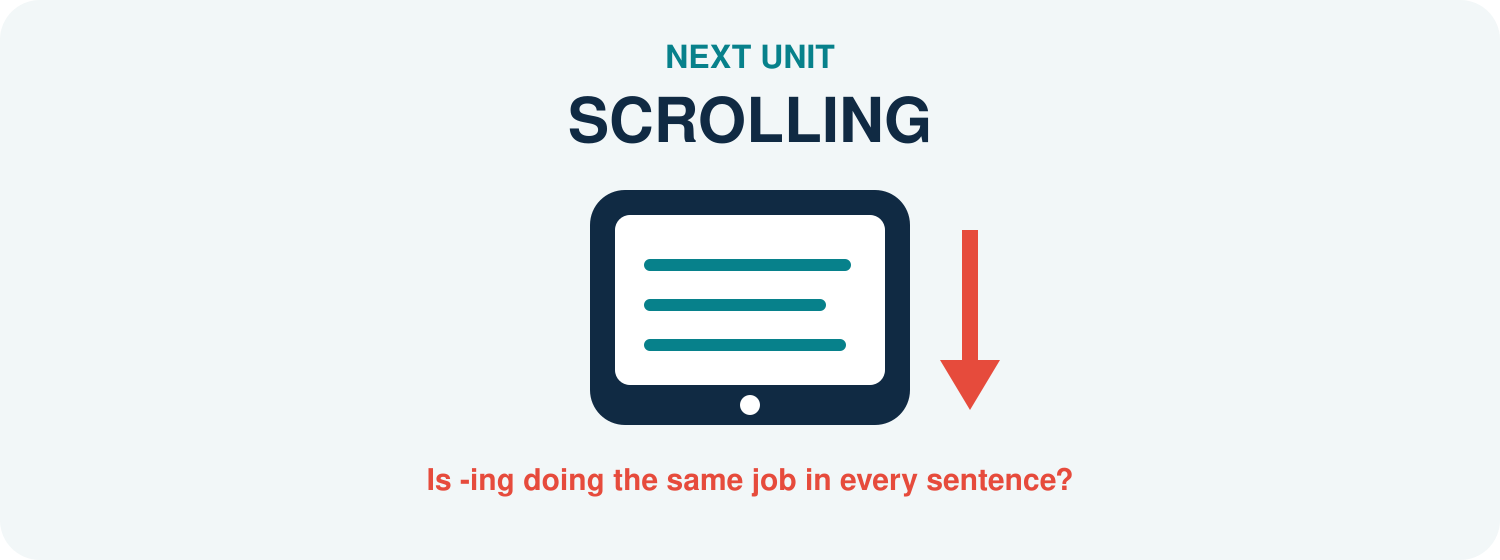 NEXT UNIT
SCROLLING
Is -ing doing the same job in every sentence?